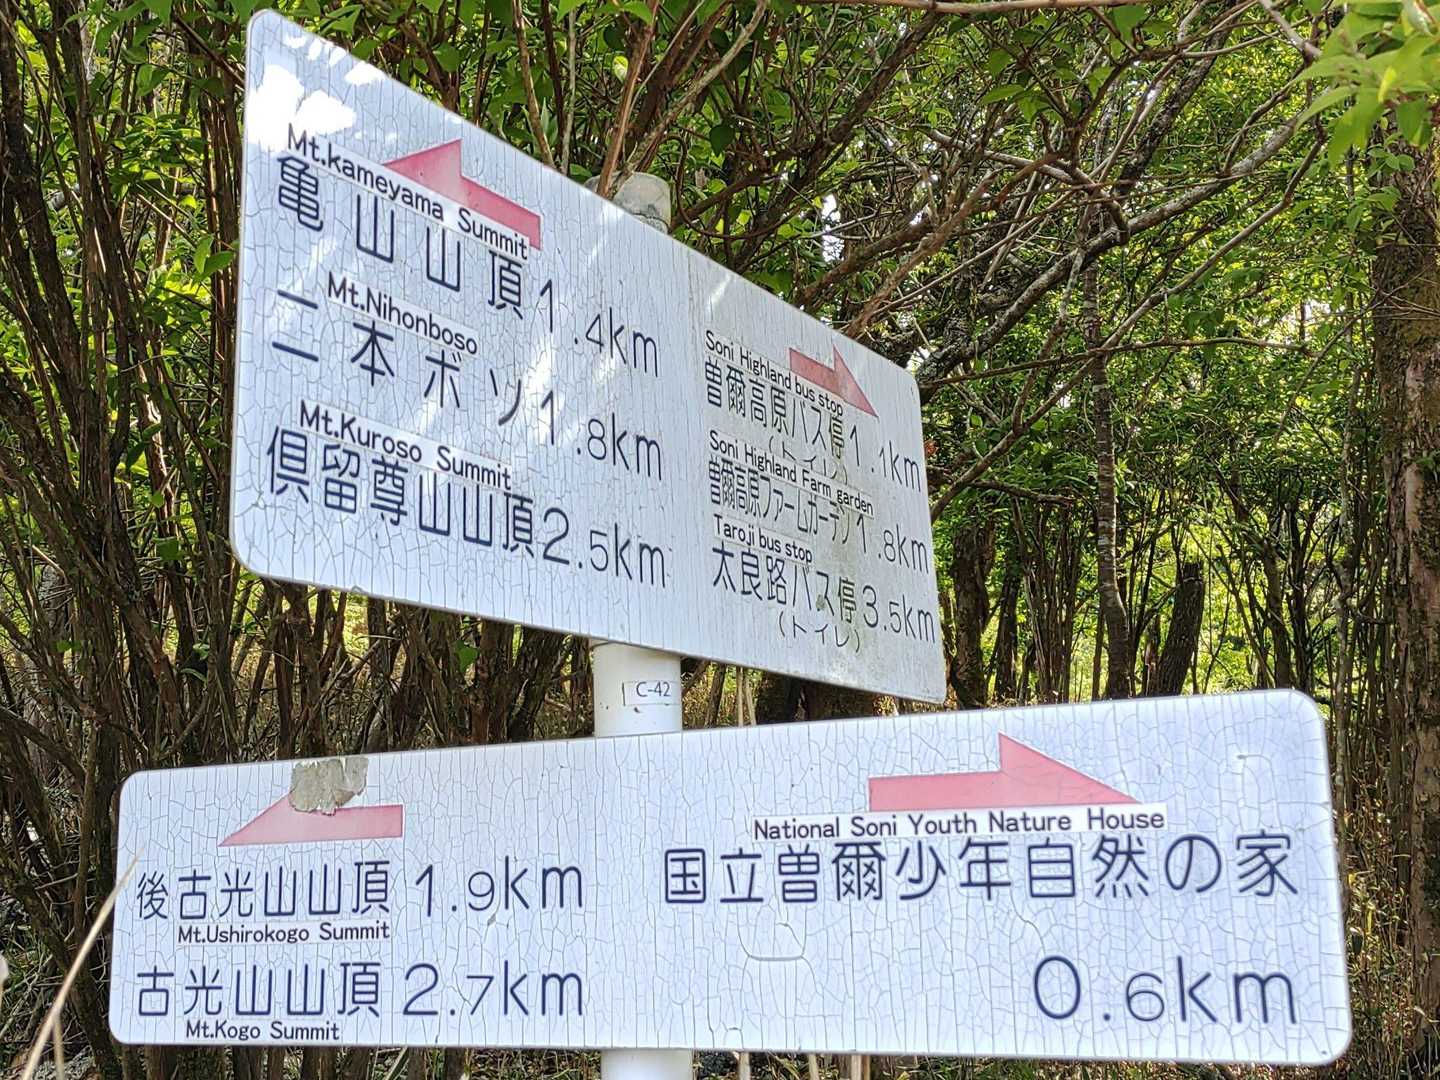 Mt.Kameyama Summit
亀山山頂1.4km
Mt.Nihonboso
二本ボソ1.8km
Mt.Kuroso Summit
倶留尊山山頂2.5km
Soni Highland bus stop
曽爾高原バス停1.1km
(トイレ)
Soni Highland Farm garden
曽爾高原ファームガーデン1.8km
Taroji bus stop
太良路バス停3.5km
(トイレ)
C-42
後古光山山頂 1.9km
Mt.Ushirokogo Summit
古光山山頂 2.7km
Mt.Kogo Summit
National Soni Youth Nature House
国立曽爾少年自然の家
0.6km